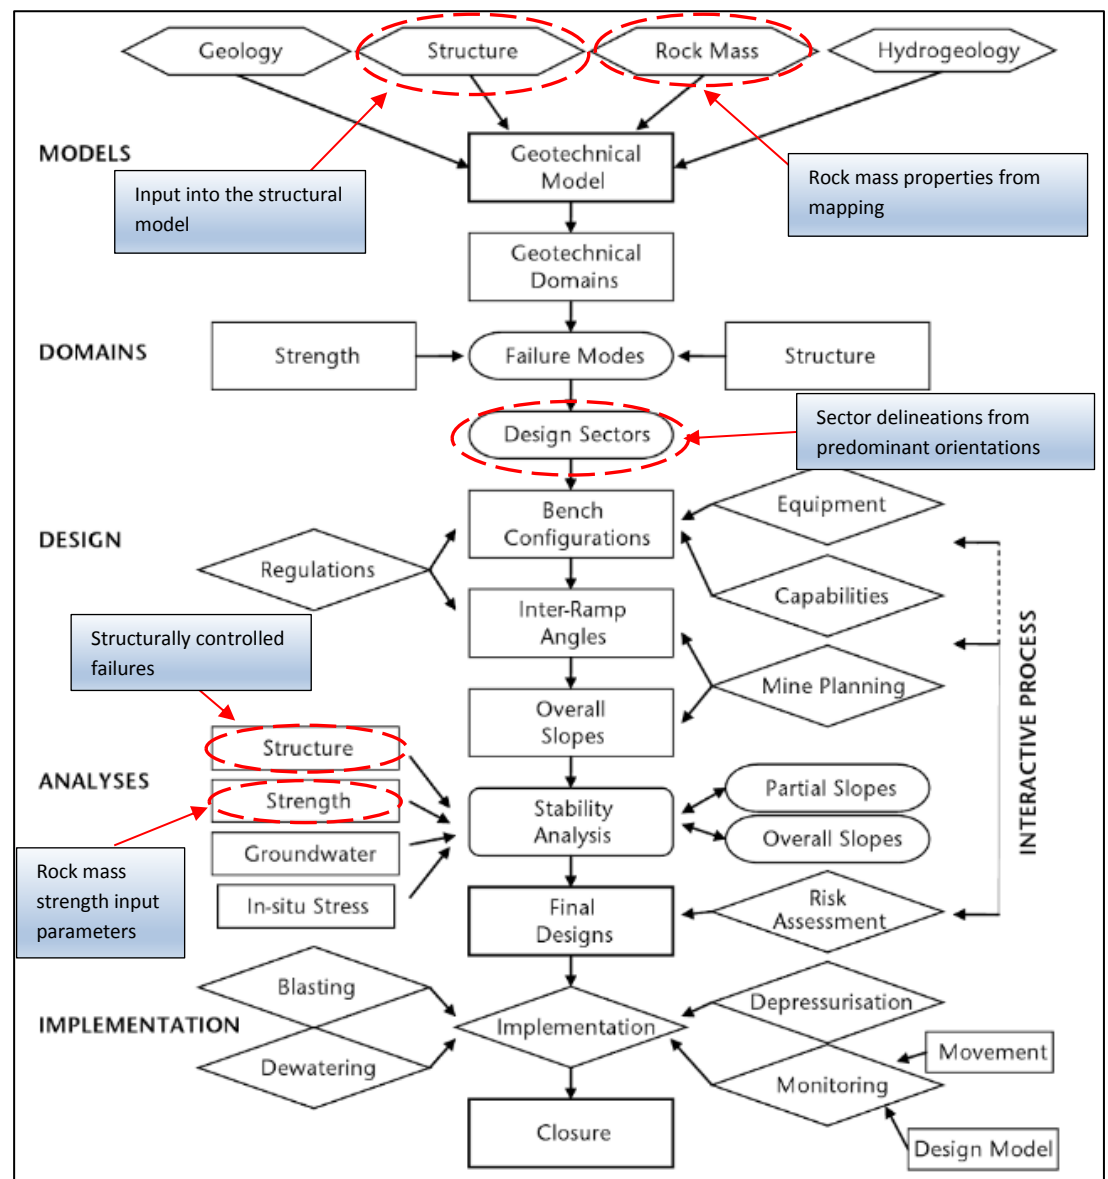 Geology
Structure
Rock Mass
Hydrogeology
MODELS
Geotechnical
Model
Input into the structural
model
Rock mass properties from
mapping
Geotechnical
Domains
DOMAINS
Strength
Failure Modes
Structure
Design Sectors
Sector delineations from
predominant orientations
DESIGN
Bench
Configurations
Equipment
Regulations
Capabilities
Inter-Ramp
Angles
Structurally controlled
failures
Mine Planning
Overall
Slopes
INTERACTIVE PROCESS
ANALYSES
Structure
Strength
Groundwater
In-situ Stress
Stability
Analysis
Partial Slopes
Overall Slopes
Rock mass
strength input
parameters
Final
Designs
Risk
Assessment
IMPLEMENTATION
Blasting
Dewatering
Implementation
Depressurisation
Monitoring
Movement
Design Model
Closure